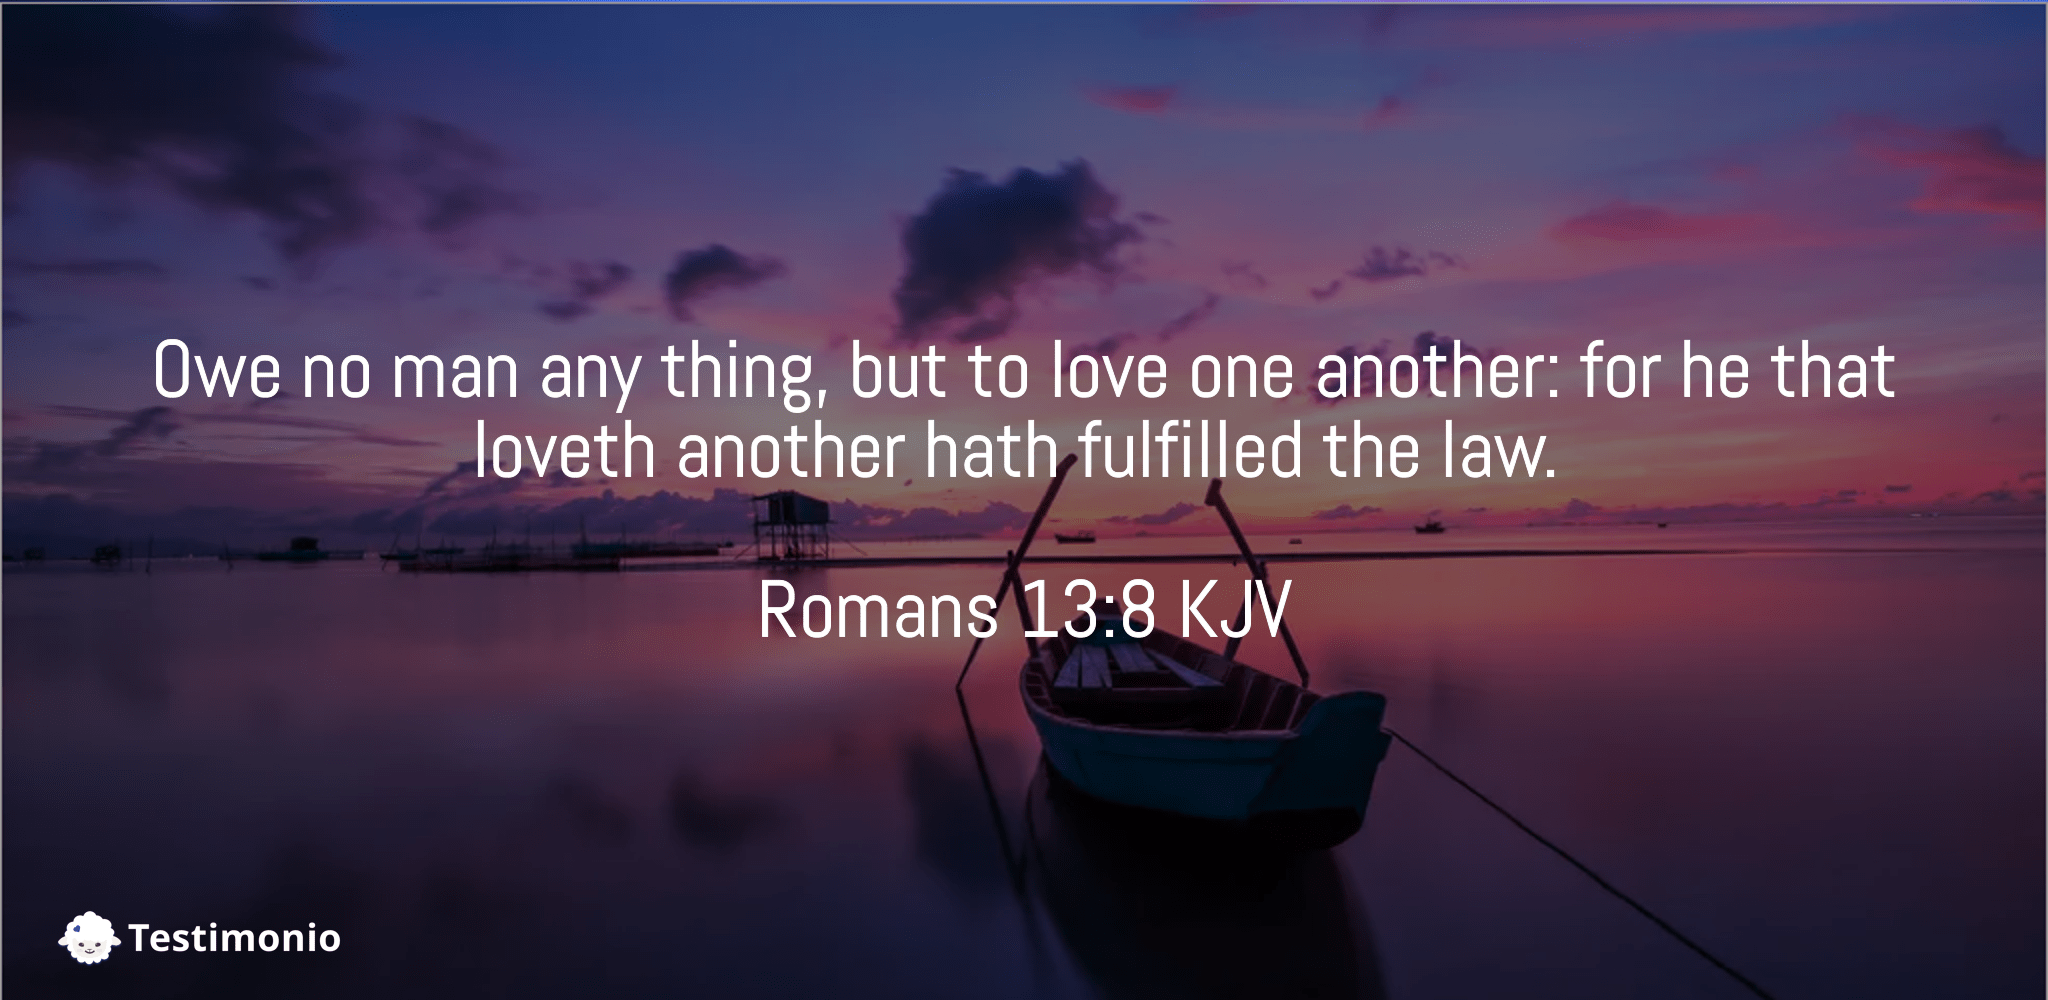 Owe no man any thing, but to love one another: for he that
loveth another hath fulfilled the law.
Romans 13:8 KJV
Testimonio